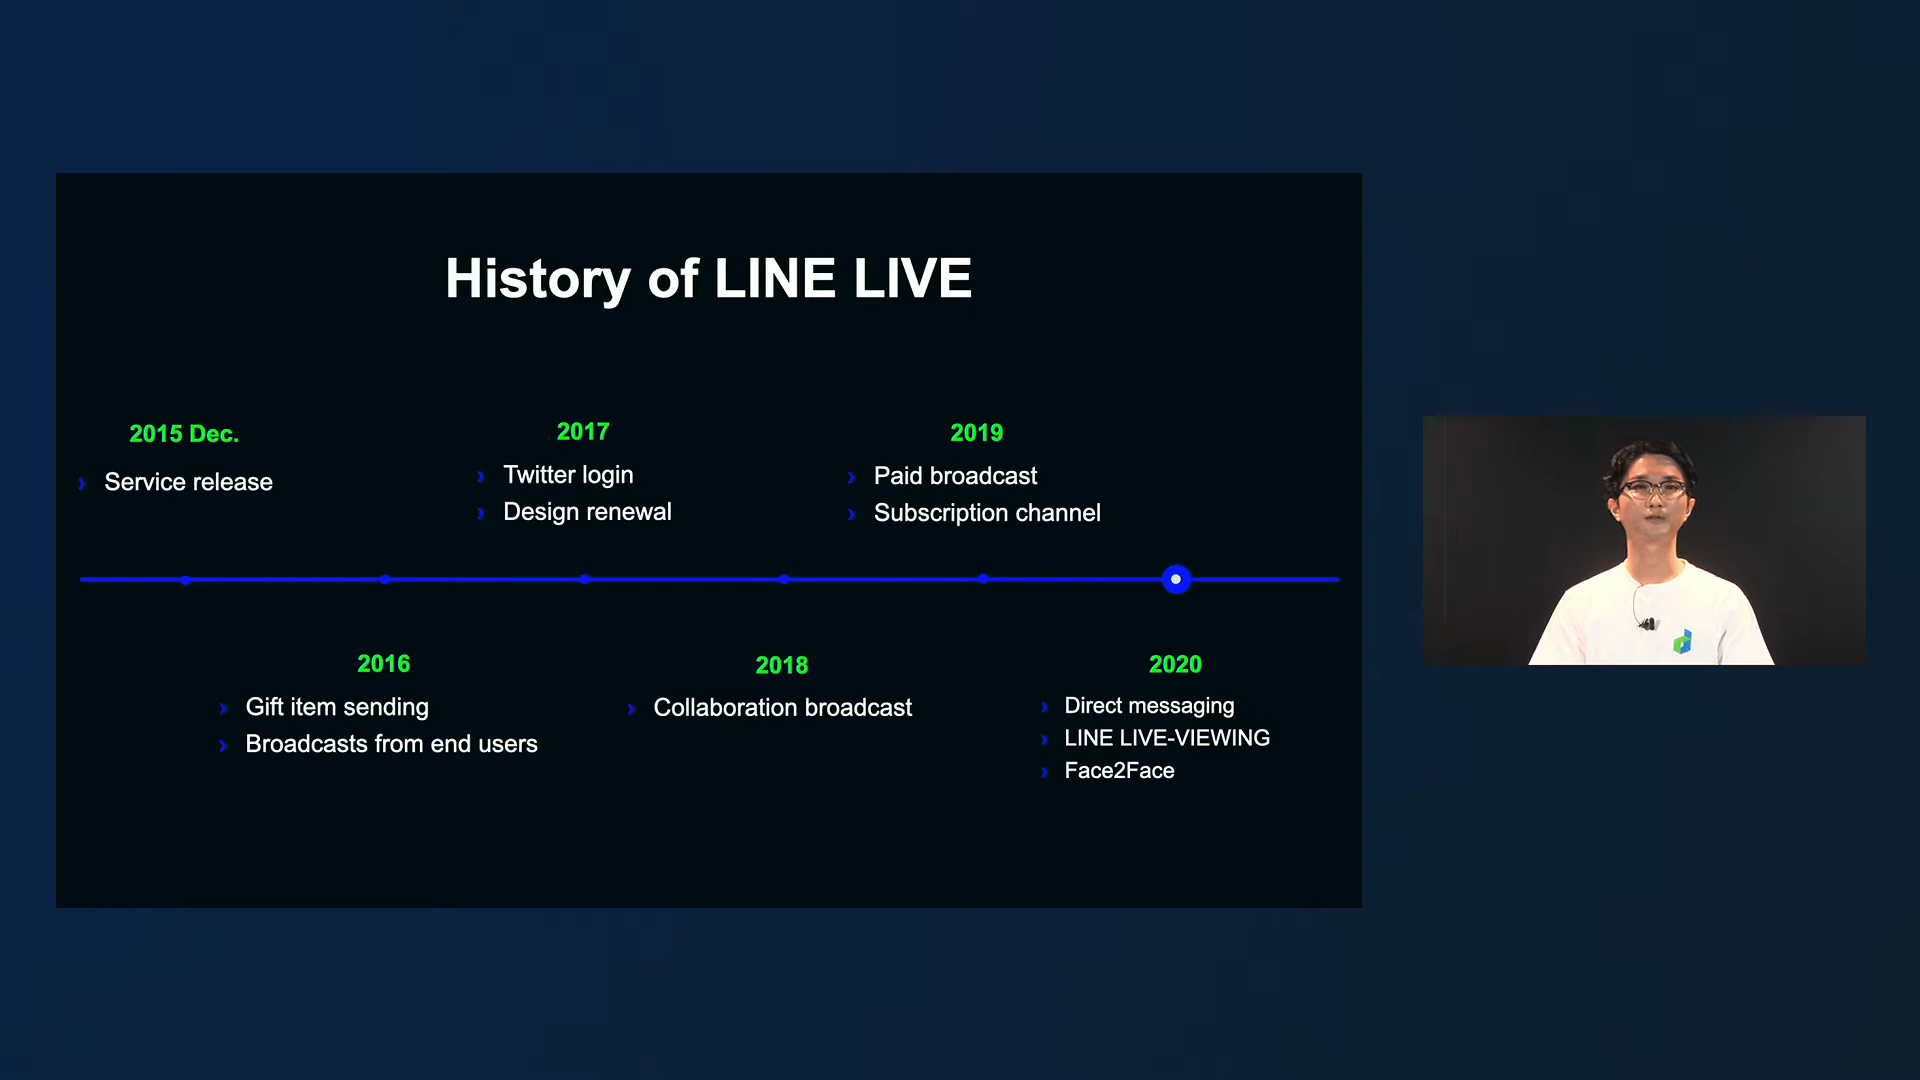 History of LINE LIVE
2015 Dec.
Service release
2016
Gift item sending
Broadcasts from end users
2017
Twitter login
Design renewal
2018
Collaboration broadcast
2019
Paid broadcast
Subscription channel
2020
Direct messaging
LINE LIVE-VIEWING
Face2Face